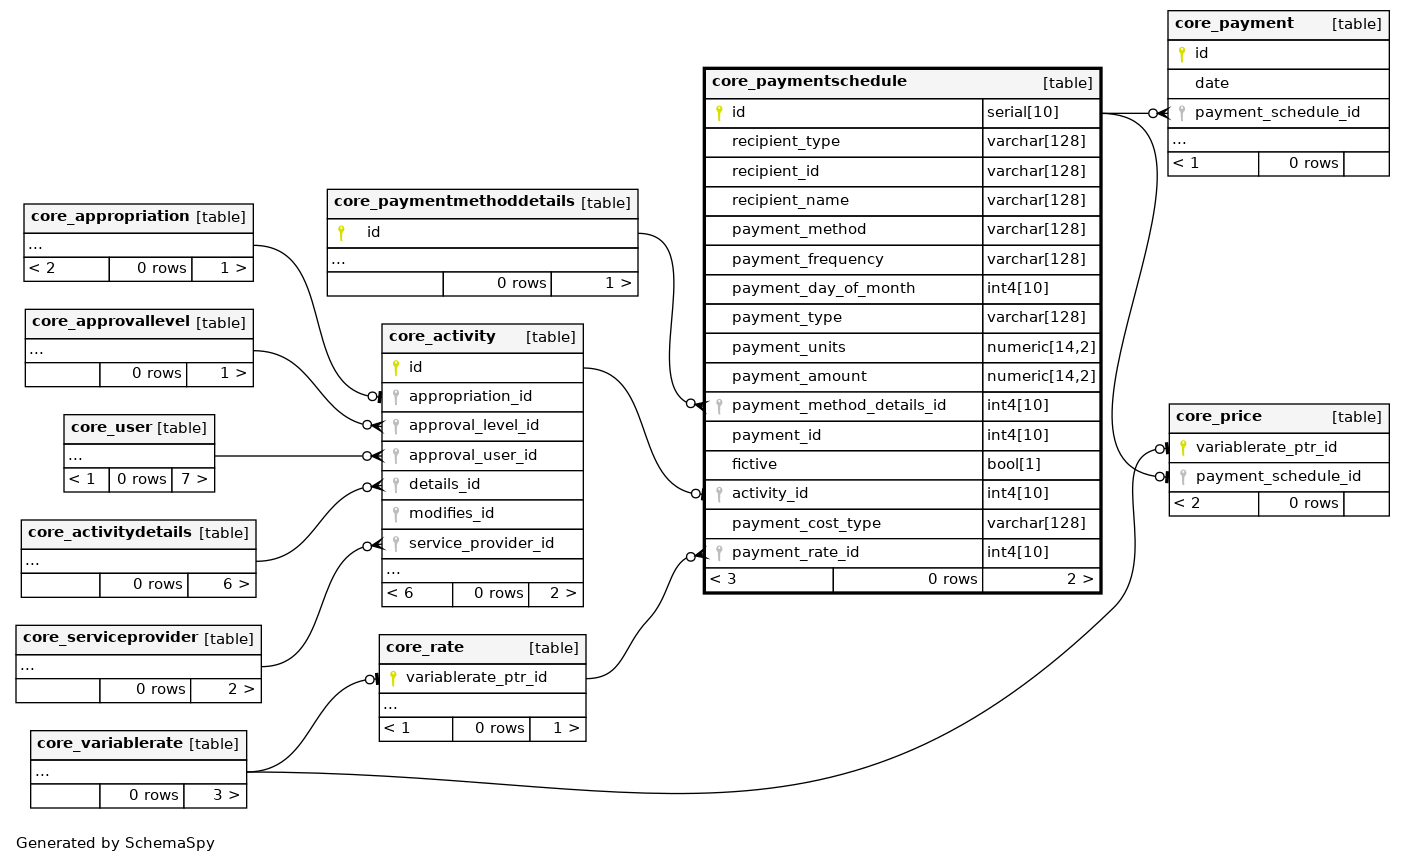 core_payment [table]
id
date
payment_schedule_id
...
< 1 0 rows
core_paymentschedule [table]
id serial[10]
recipient_type varchar[128]
recipient_id varchar[128]
recipient_name varchar[128]
payment_method varchar[128]
payment_frequency varchar[128]
payment_day_of_month int4[10]
payment_type varchar[128]
payment_units numeric[14,2]
payment_amount numeric[14,2]
payment_method_details_id int4[10]
payment_id int4[10]
fictive bool[1]
activity_id int4[10]
payment_cost_type varchar[128]
payment_rate_id int4[10]
< 3 0 rows 2 >
core_paymentmethoddetails [table]
id
...
0 rows 1 >
core_appropriation [table]
...
< 2 0 rows 1 >
core_approvallevel [table]
...
0 rows 1 >
core_activity [table]
id
appropriation_id
approval_level_id
approval_user_id
details_id
modifies_id
service_provider_id
...
< 6 0 rows 2 >
core_user [table]
...
< 1 0 rows 7 >
core_price [table]
variablerate_ptr_id
payment_schedule_id
< 2 0 rows
core_activitydetails [table]
...
0 rows 6 >
core_serviceprovider [table]
...
0 rows 2 >
core_rate [table]
variablerate_ptr_id
...
< 1 0 rows 1 >
core_variablerate [table]
...
0 rows 3 >
Generated by SchemaSpy